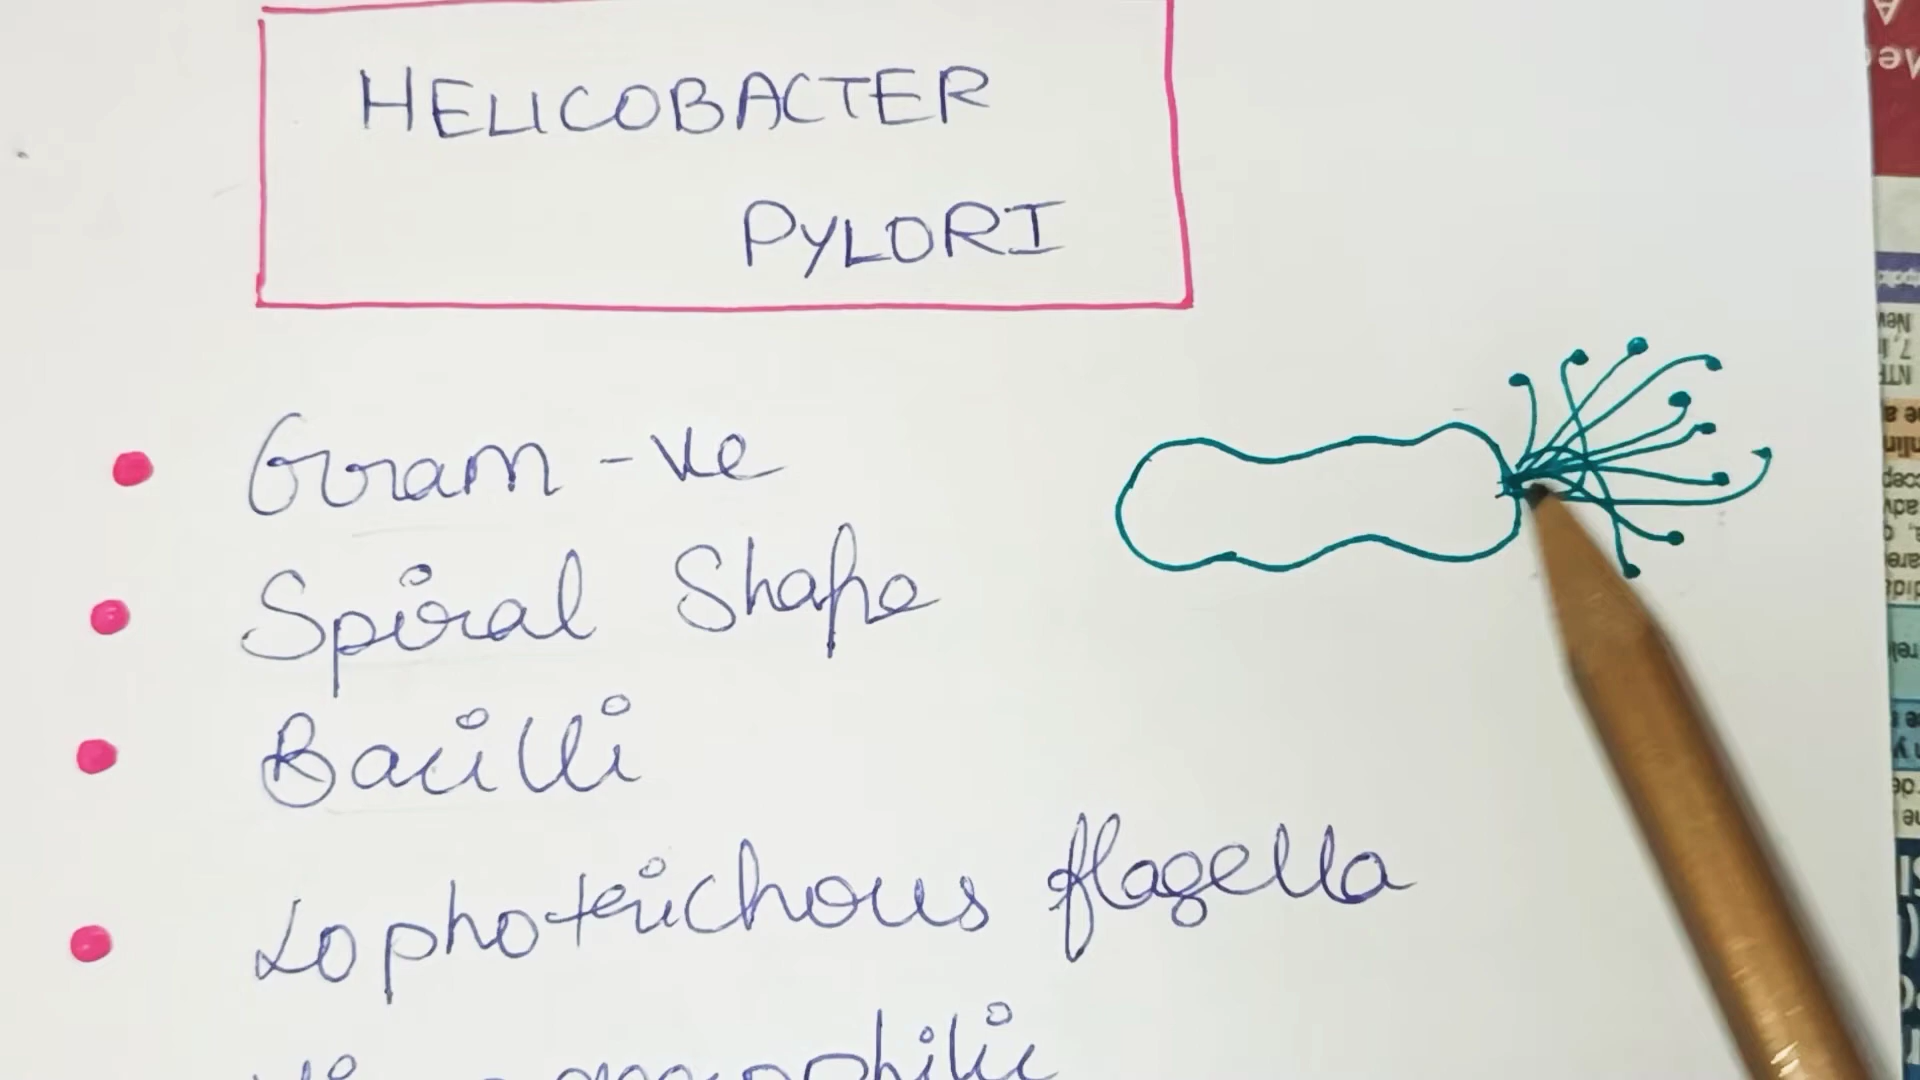 HELICOBACTER
PYLORI
Gram -ve
Spiral Shape
Bacilli
Lophotrichous flagella